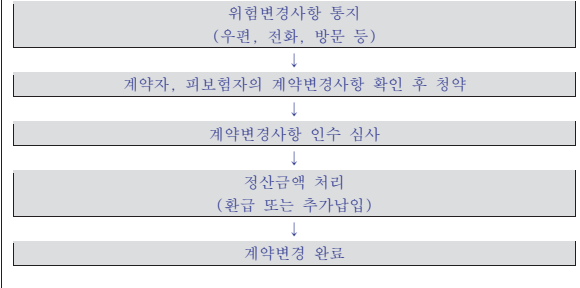 위험변경사항 통지
(우편, 전화, 방문 등)
↓
계약자, 피보험자의 계약변경사항 확인 후 청약
↓
계약변경사항 인수 심사
↓
정산금액 처리
(환급 또는 추가납입)
↓
계약변경 완료